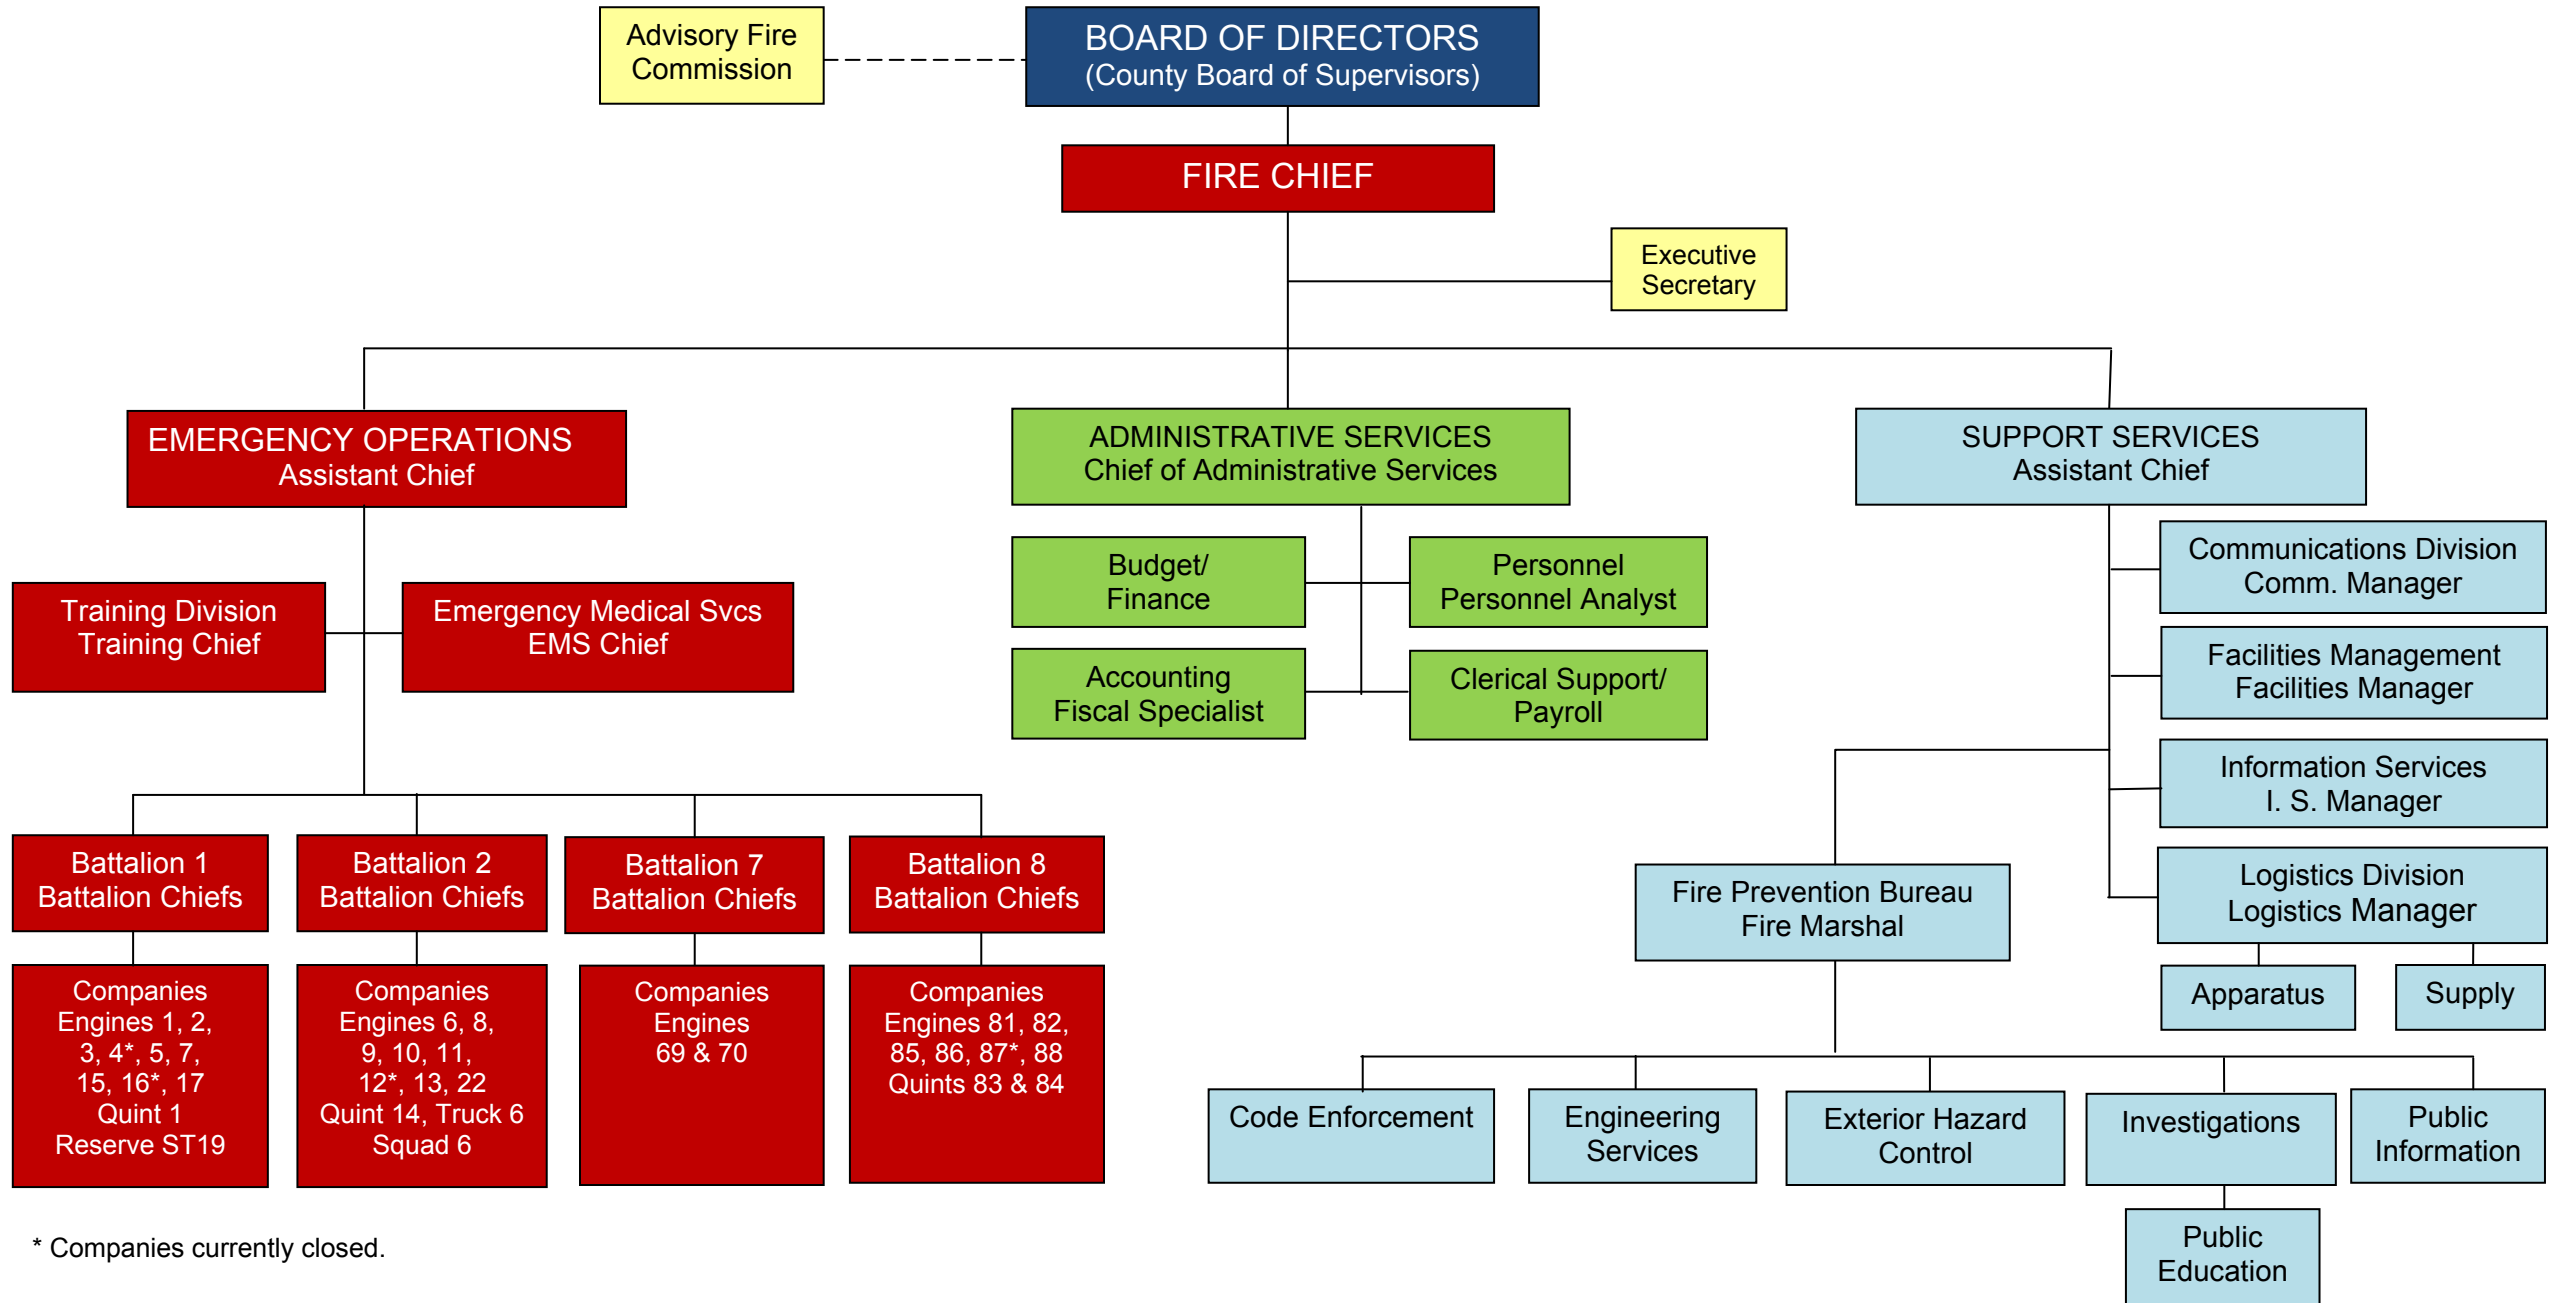 Advisory Fire
Commission
BOARD OF DIRECTORS
(County Board of Supervisors)
FIRE CHIEF
Executive
Secretary
EMERGENCY OPERATIONS
Assistant Chief
ADMINISTRATIVE SERVICES
Chief of Administrative Services
SUPPORT SERVICES
Assistant Chief
Training Division
Training Chief
Emergency Medical Svcs
EMS Chief
Budget/
Finance
Personnel
Personnel Analyst
Accounting
Fiscal Specialist
Clerical Support/
Payroll
Communications Division
Comm. Manager
Facilities Management
Facilities Manager
Information Services
I. S. Manager
Logistics Division
Logistics Manager
Apparatus
Supply
Battalion 1
Battalion Chiefs
Battalion 2
Battalion Chiefs
Battalion 7
Battalion Chiefs
Battalion 8
Battalion Chiefs
Companies
Engines 1, 2,
3, 4*, 5, 7,
15, 16*, 17
Quint 1
Reserve ST19
Companies
Engines 6, 8,
9, 10, 11,
12*, 13, 22
Quint 14, Truck 6
Squad 6
Companies
Engines
69 & 70
Companies
Engines 81, 82,
85, 86, 87*, 88
Quints 83 & 84
Fire Prevention Bureau
Fire Marshal
Code Enforcement
Engineering
Services
Exterior Hazard
Control
Investigations
Public
Information
Public
Education
* Companies currently closed.